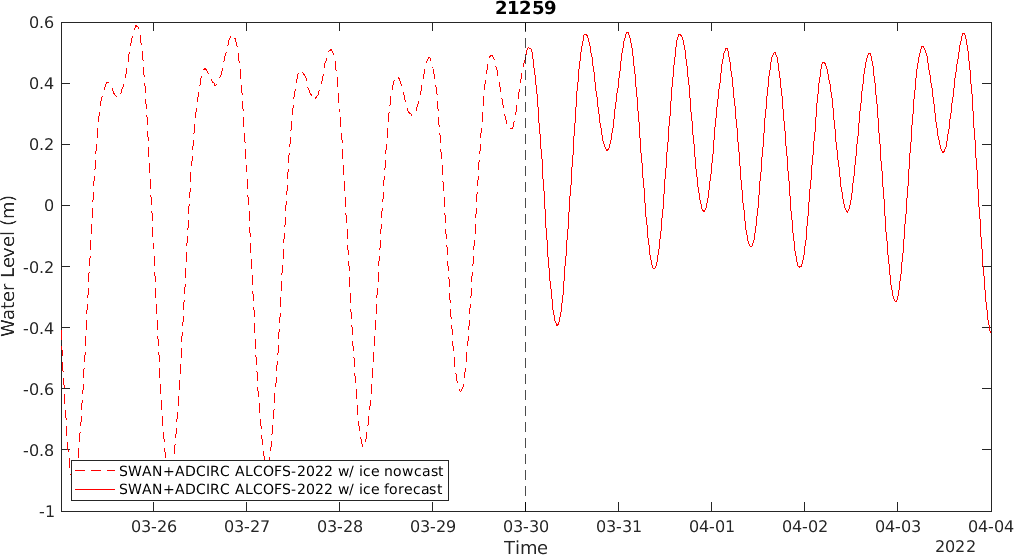 21259
Water Level (m)
0.6
0.4
0.2
0
-0.2
-0.4
-0.6
-0.8
-1
SWAN+ADCIRC ALCOFS-2022 w/ ice nowcast
SWAN+ADCIRC ALCOFS-2022 w/ ice forecast
03-26 03-27 03-28 03-29 03-30 03-31 04-01 04-02 04-03 04-04
Time
2022